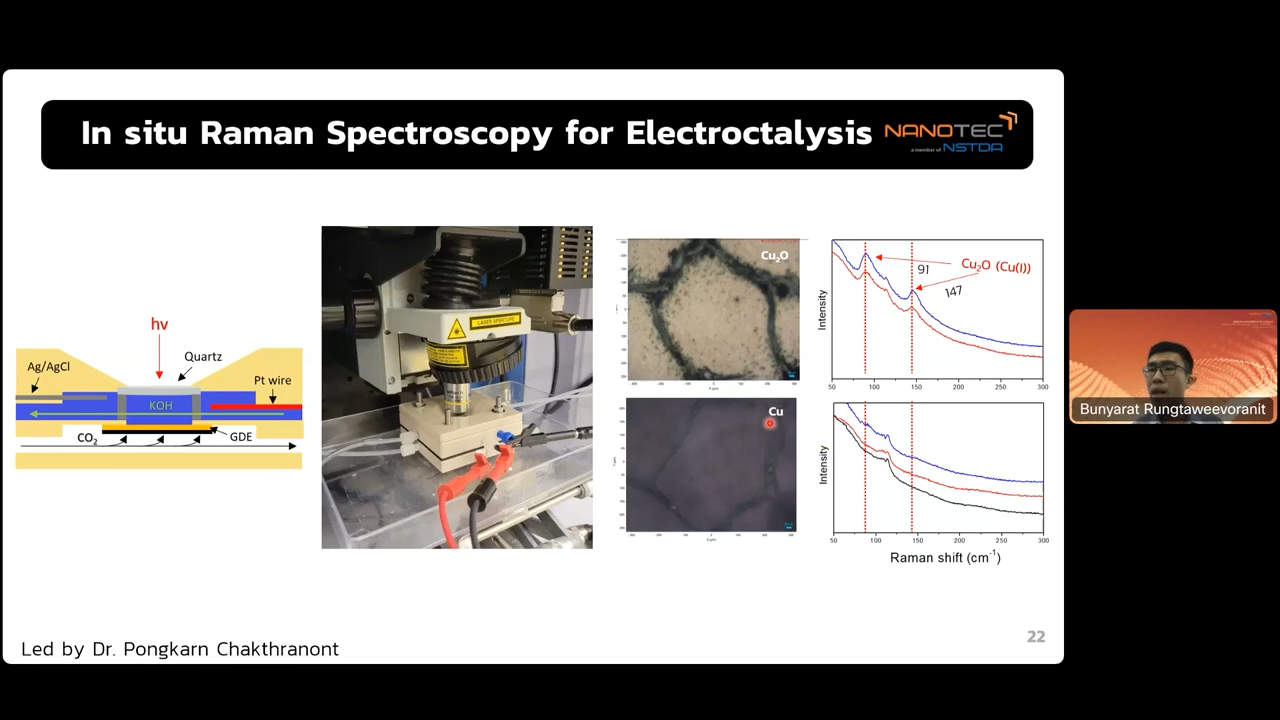 In situ Raman Spectroscopy for Electroctalysis
NANOTEC
a member of NSTDA
hv
Quartz
Ag/AgCl
Pt wire
KOH
CO2
GDE
LASER APERTURE
Cu2O
Cu
Intensity
Cu2O (Cu(I))
91
147
50 100 150 200 250 300
Intensity
50 100 150 200 250 300
Raman shift (cm-1)
Led by Dr. Pongkarn Chakthranont
22
Bunyarat Rungtaweevoranit